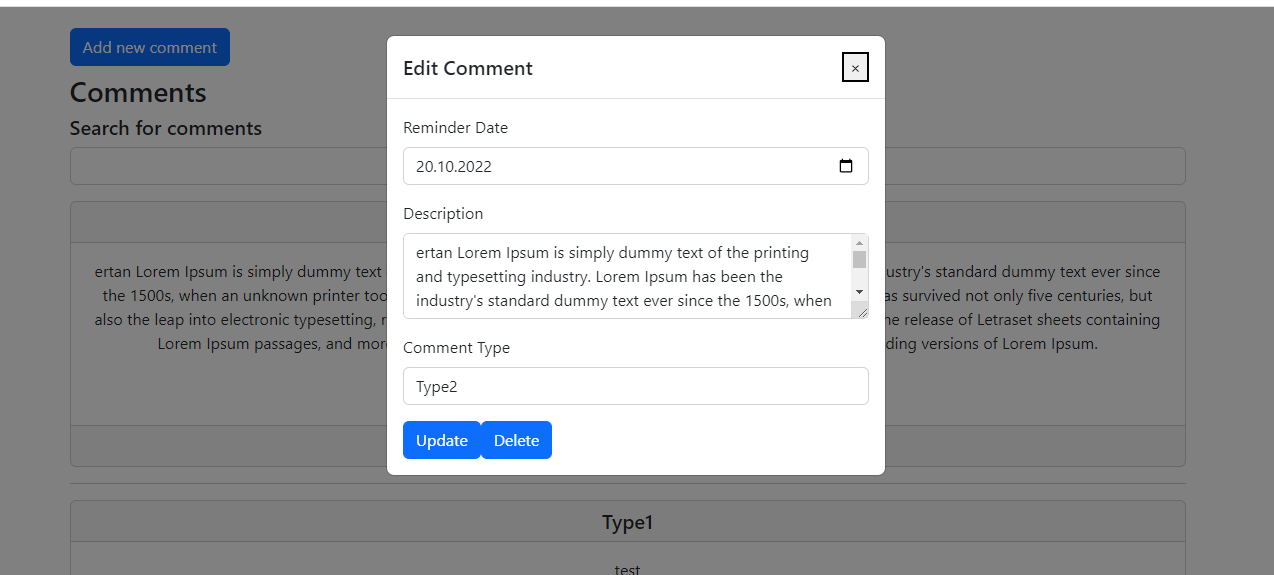 Add new comment
Comments
Search for comments
ertan Lorem Ipsum is simply dummy text
ustry's standard dummy text ever since
the 1500s, when an unknown printer too
as survived not only five centuries, but
also the leap into electronic typesetting, r
ne release of Letraset sheets containing
Lorem Ipsum passages, and mor
ding versions of Lorem Ipsum.
Edit Comment
×
Reminder Date
20.10.2022
Description
ertan Lorem Ipsum is simply dummy text of the printing
and typesetting industry. Lorem Ipsum has been the
industry's standard dummy text ever since the 1500s, when
Comment Type
Type2
Update Delete
Type1
test